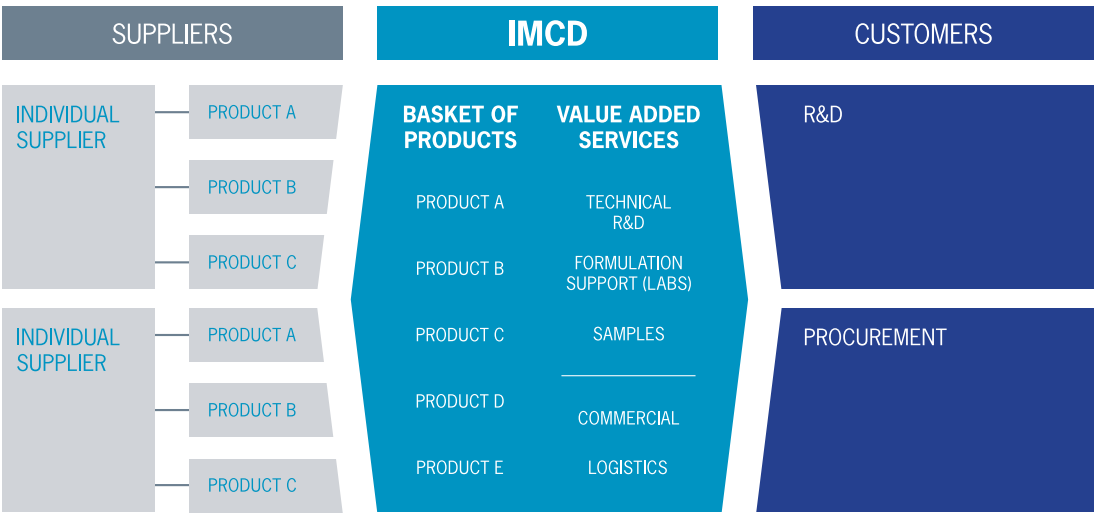 SUPPLIERS
IMCD
CUSTOMERS
INDIVIDUAL
SUPPLIER
PRODUCT A
PRODUCT B
PRODUCT C
INDIVIDUAL
SUPPLIER
PRODUCT A
PRODUCT B
PRODUCT C
BASKET OF
PRODUCTS
PRODUCT A
PRODUCT B
PRODUCT C
PRODUCT D
PRODUCT E
VALUE ADDED
SERVICES
TECHNICAL
R&D
FORMULATION
SUPPORT (LABS)
SAMPLES
COMMERCIAL
LOGISTICS
R&D
PROCUREMENT